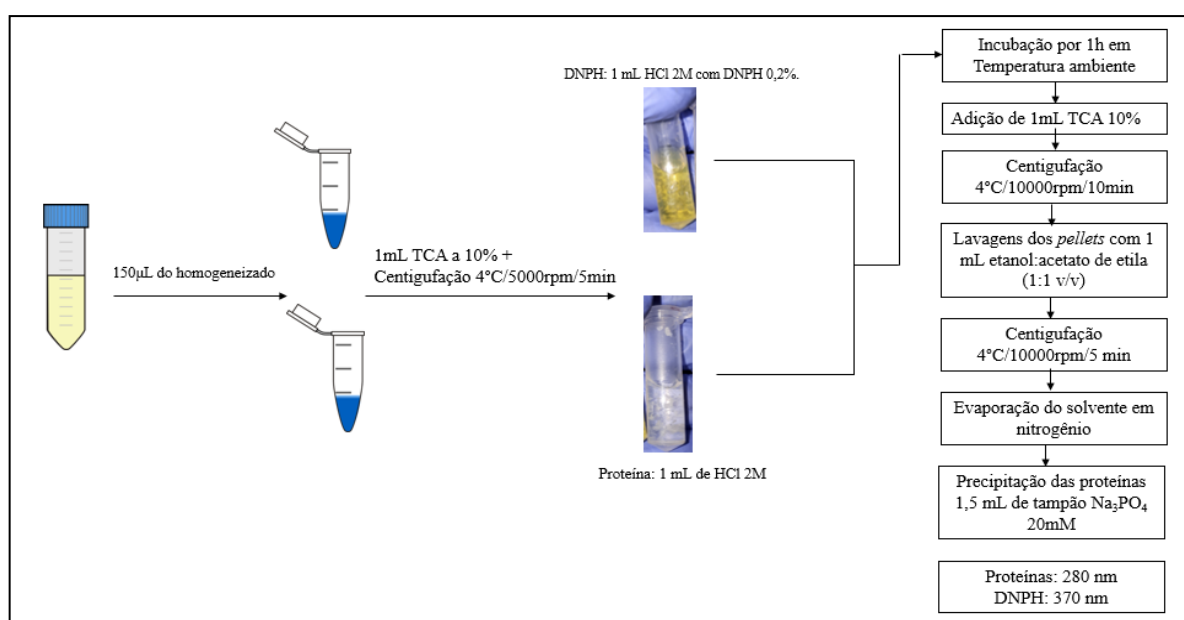 150µL do homogeneizado
1mL TCA a 10% +
Centigufação 4°C/5000rpm/5min
DNPH: 1 mL HCl 2M com DNPH 0,2%.
Proteína: 1 mL de HCl 2M
Incubação por 1h em
Temperatura ambiente
Adição de 1mL TCA 10%
Centigufação
4°C/10000rpm/10min
Lavagens dos pellets com 1
mL etanol:acetato de etila
(1:1 v/v)
Centigufação
4°C/10000rpm/5 min
Evaporação do solvente em
nitrogênio
Precipitação das proteínas
1,5 mL de tampão Na₃PO₄
20mM
Proteínas: 280 nm
DNPH: 370 nm